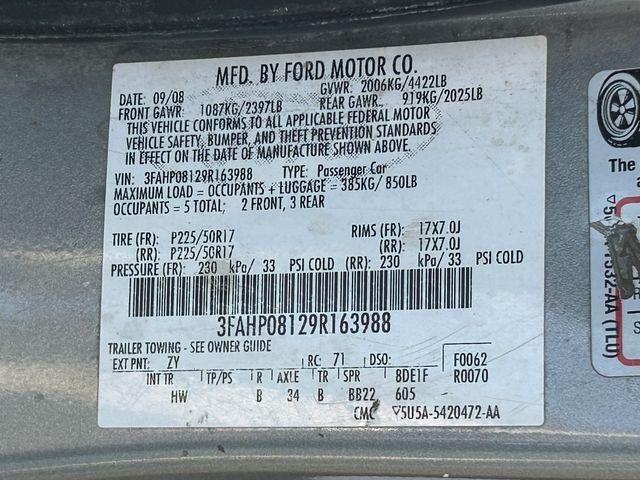 MFD. BY FORD MOTOR CO.
DATE: 09/08 GVWR: 2006KG/4422LB
FRONT GAWR: 1087KG/2397LB REAR GAWR: 919KG/2025LB
THIS VEHICLE CONFORMS TO ALL APPLICABLE FEDERAL MOTOR
VEHICLE SAFETY, BUMPER, AND THEFT PREVENTION STANDARDS
IN EFFECT ON THE DATE OF MANUFACTURE SHOWN ABOVE.
VIN: 3FAHP08129R163988 TYPE: Passenger Car
MAXIMUM LOAD = OCCUPANTS + LUGGAGE = 385KG/ 850LB
OCCUPANTS = 5 TOTAL; 2 FRONT, 3 REAR
TIRE (FR): P225/50R17 RIMS (FR): 17X7.0J
(RR): P225/50R17 (RR): 17X7.0J
PRESSURE (FR): 230 kPa/ 33 PSI COLD (RR): 230 kPa/ 33 PSI COLD
3FAHP08129R163988
TRAILER TOWING - SEE OWNER GUIDE
EXT PNT: ZY RC: 71 DSO: F0062
INT TR TP/PS R AXLE TR SPR 8DE1F R0070
HW B 34 B BB22 605
CMC ▽5U5A-5420472-AA
The